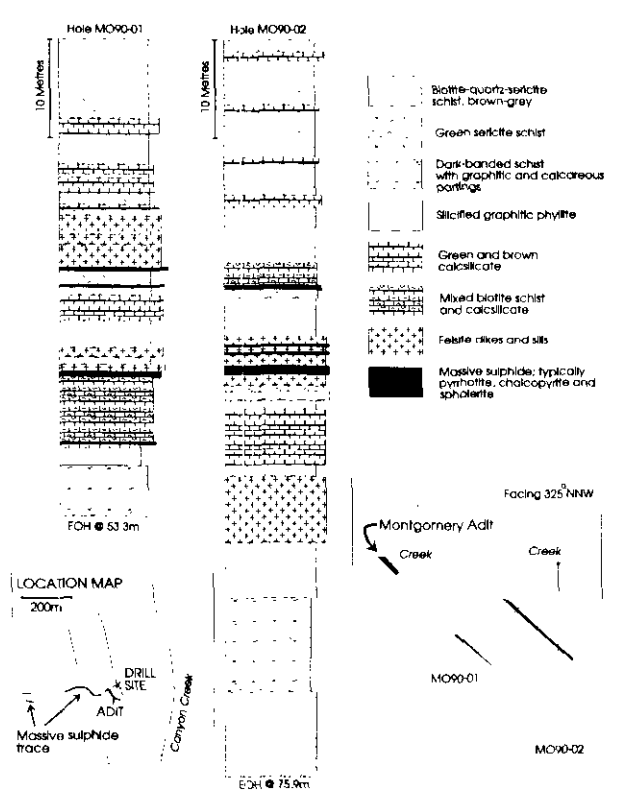 Hole MO90-01
Hole MO90-02
10 Metres
10 Metres
Biotite-quartz-sericite
schist, brown-grey
Green sericite schist
Dark-banded schist
with graphitic and calcareous
partings
Silicified graphitic phyllite
Green and brown
calcsilicate
Mixed biotite schist
and calcsilicate
Felsite dikes and sills
Massive sulphide; typically
pyrrhotite, chalcopyrite and
sphalerite
EOH @ 53.3m
EOH @ 75.9m
LOCATION MAP
200m
DRILL
SITE
ADIT
Canyon Creek
Massive sulphide
trace
Facing 325° NNW
Montgomery Adit
Creek
Creek
MO90-01
MO90-02